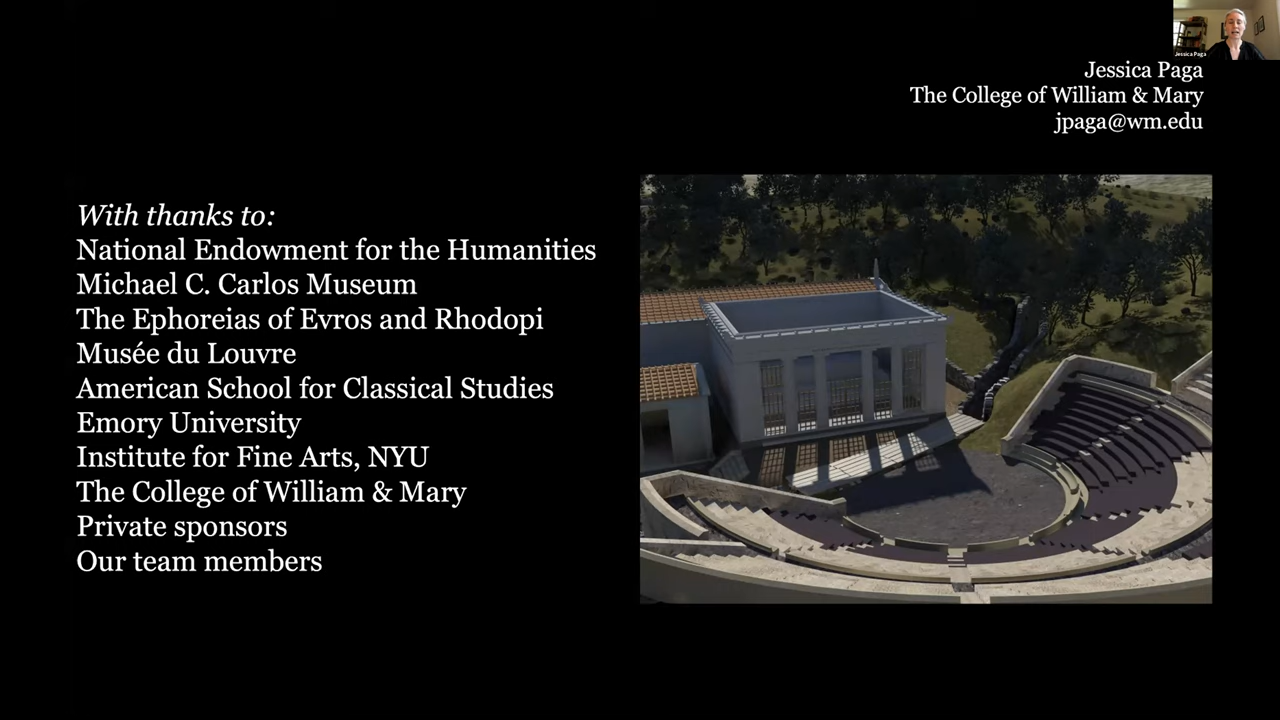 Jessica Paga
Jessica Paga
The College of William & Mary
jpaga@wm.edu
With thanks to:
National Endowment for the Humanities
Michael C. Carlos Museum
The Ephoreias of Evros and Rhodopi
Musée du Louvre
American School for Classical Studies
Emory University
Institute for Fine Arts, NYU
The College of William & Mary
Private sponsors
Our team members